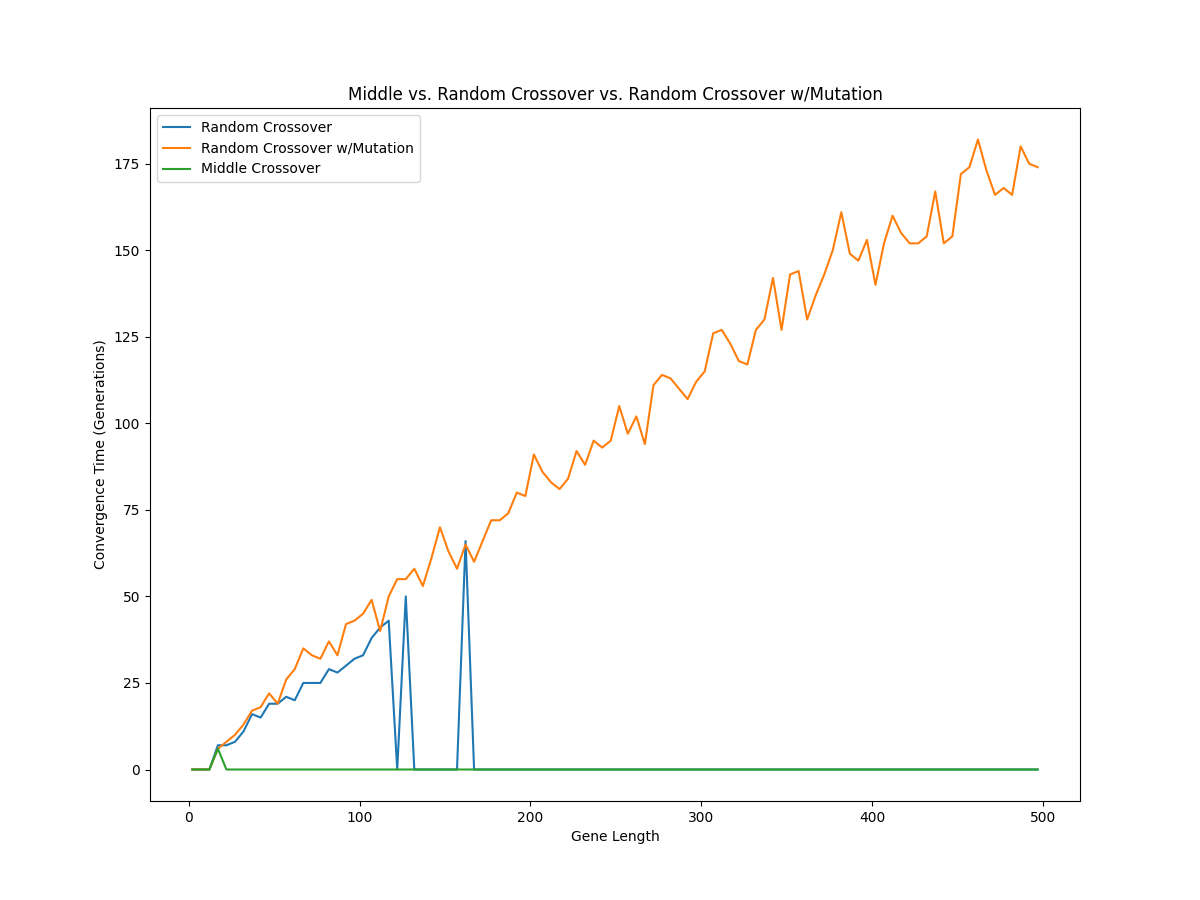 Middle vs. Random Crossover vs. Random Crossover w/Mutation
Random Crossover
Random Crossover w/Mutation
Middle Crossover
175
150
125
100
75
50
25
0
Convergence Time (Generations)
0
100
200
300
400
500
Gene Length